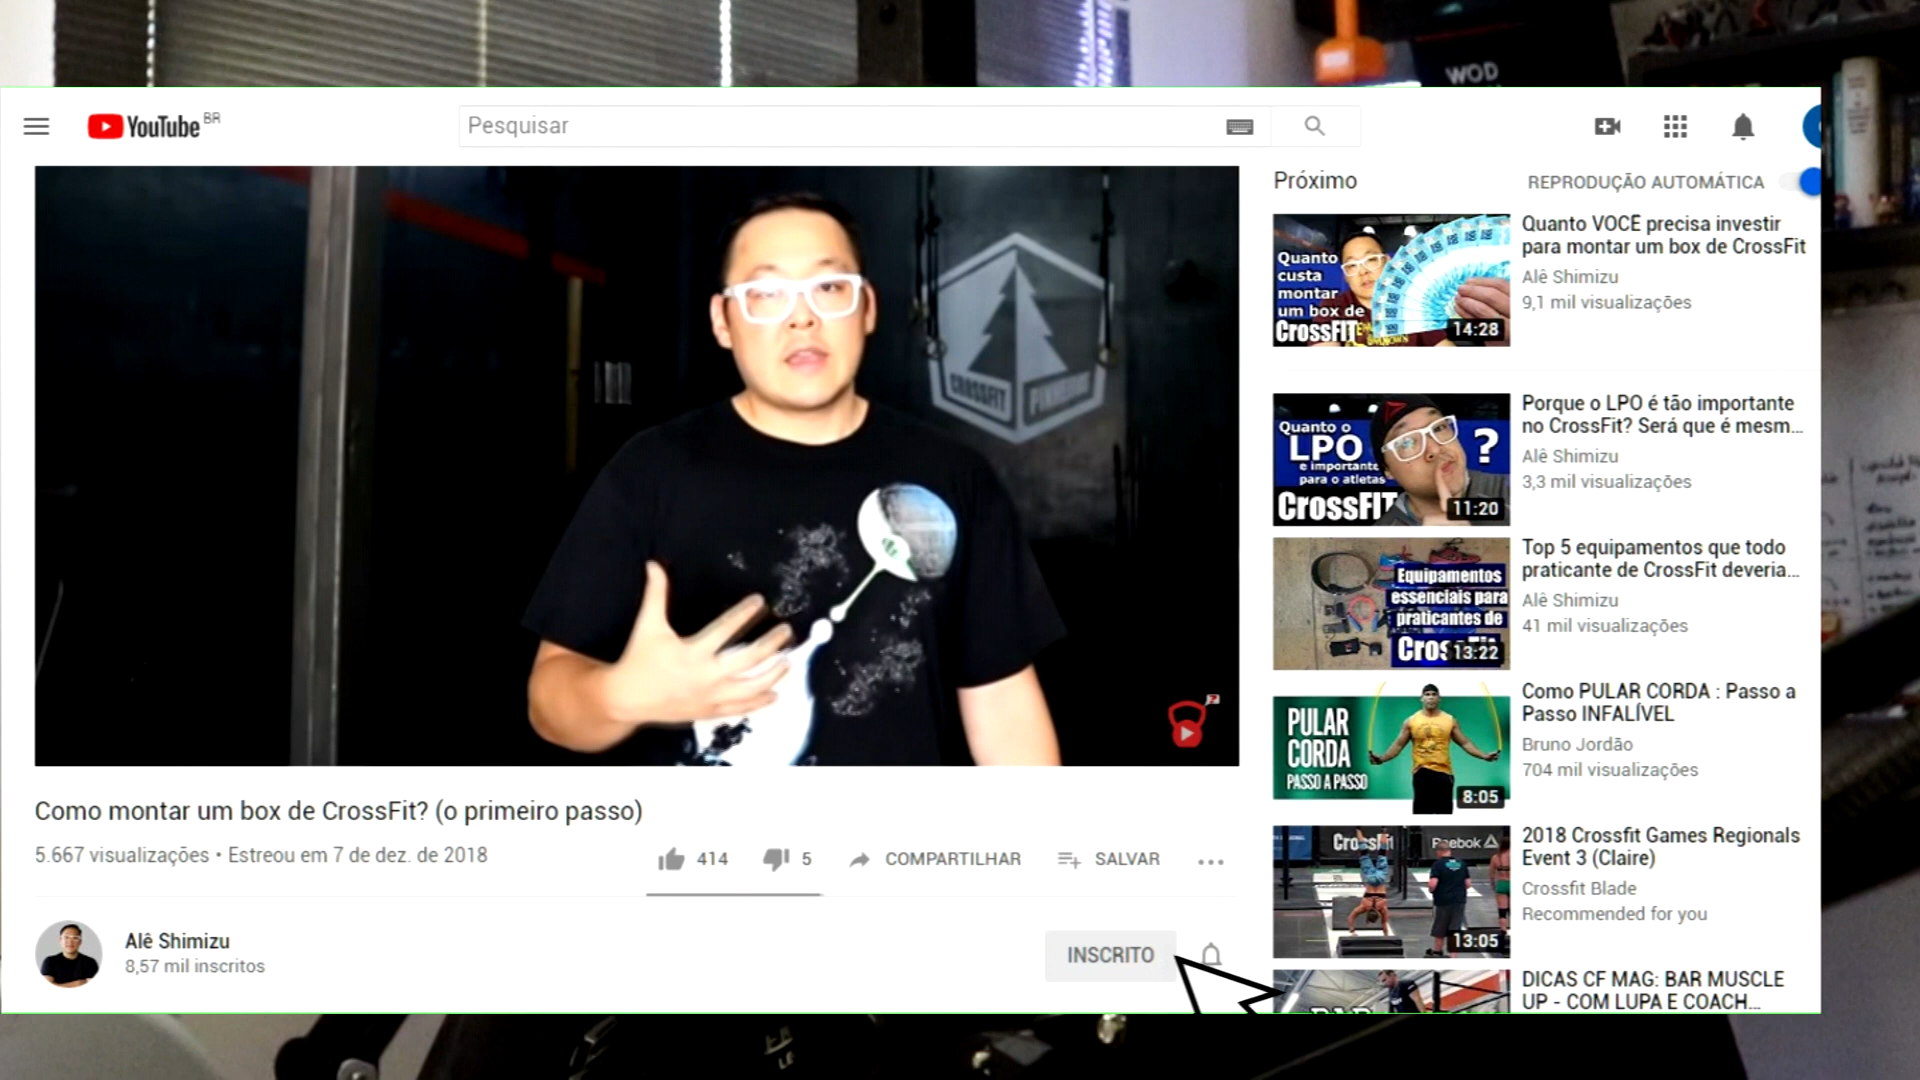 WOD
YouTube BR
Pesquisar
CROSSFIT
Próximo
REPRODUÇÃO AUTOMÁTICA
Quanto
custa
montar
um box de
CrossFIT
14:28
Quanto VOCÊ precisa investir
para montar um box de CrossFit
Alê Shimizu
9,1 mil visualizações
Quanto o
LPO
e importante
para o atletas
CrossFIT
?
11:20
Porque o LPO é tão importante
no CrossFit? Será que é mesm...
Alê Shimizu
3,3 mil visualizações
Equipamentos
essenciais para
praticantes de
Cros
13:22
Top 5 equipamentos que todo
praticante de CrossFit deveria...
Alê Shimizu
41 mil visualizações
PULAR
CORDA
PASSO A PASSO
8:05
Como PULAR CORDA : Passo a
Passo INFALÍVEL
Bruno Jordão
704 mil visualizações
Reebok
13:05
2018 Crossfit Games Regionals
Event 3 (Claire)
Crossfit Blade
Recommended for you
DICAS CF MAG: BAR MUSCLE
UP - COM LUPA E COACH...
Como montar um box de CrossFit? (o primeiro passo)
5.667 visualizações • Estreou em 7 de dez. de 2018
414
5
COMPARTILHAR
SALVAR
Alê Shimizu
8,57 mil inscritos
INSCRITO